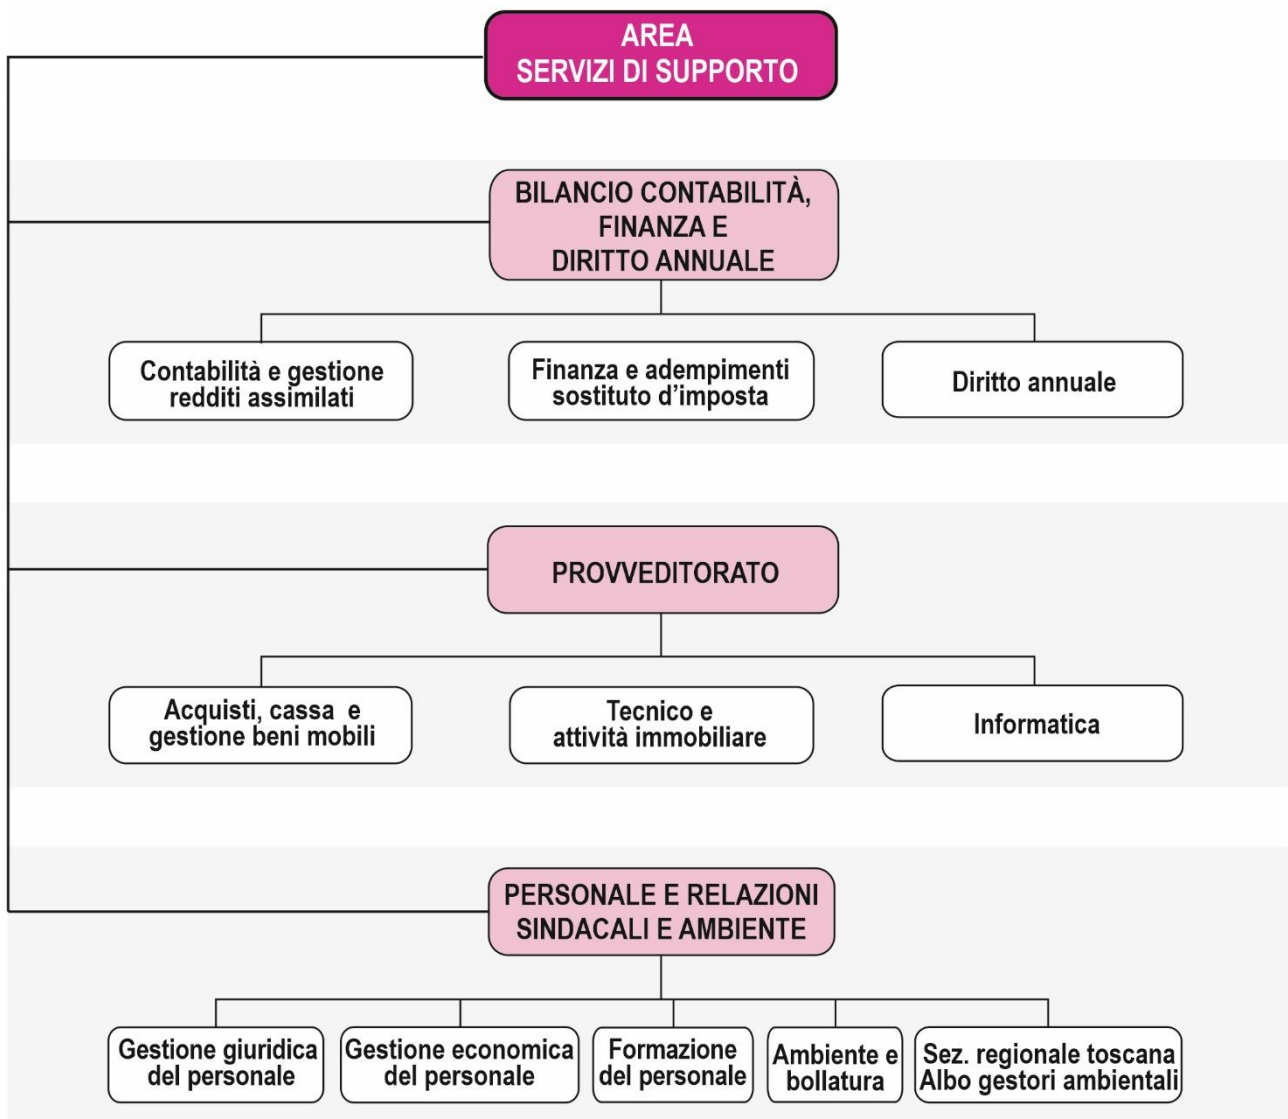 AREA
SERVIZI DI SUPPORTO
BILANCIO CONTABILITÀ,
FINANZA E
DIRITTO ANNUALE
Contabilità e gestione
redditi assimilati
Finanza e adempimenti
sostituto d'imposta
Diritto annuale
PROVVEDITORATO
Acquisti, cassa e
gestione beni mobili
Tecnico e
attività immobiliare
Informatica
PERSONALE E RELAZIONI
SINDACALI E AMBIENTE
Gestione giuridica
del personale
Gestione economica
del personale
Formazione
del personale
Ambiente e
bollatura
Sez. regionale toscana
Albo gestori ambientali